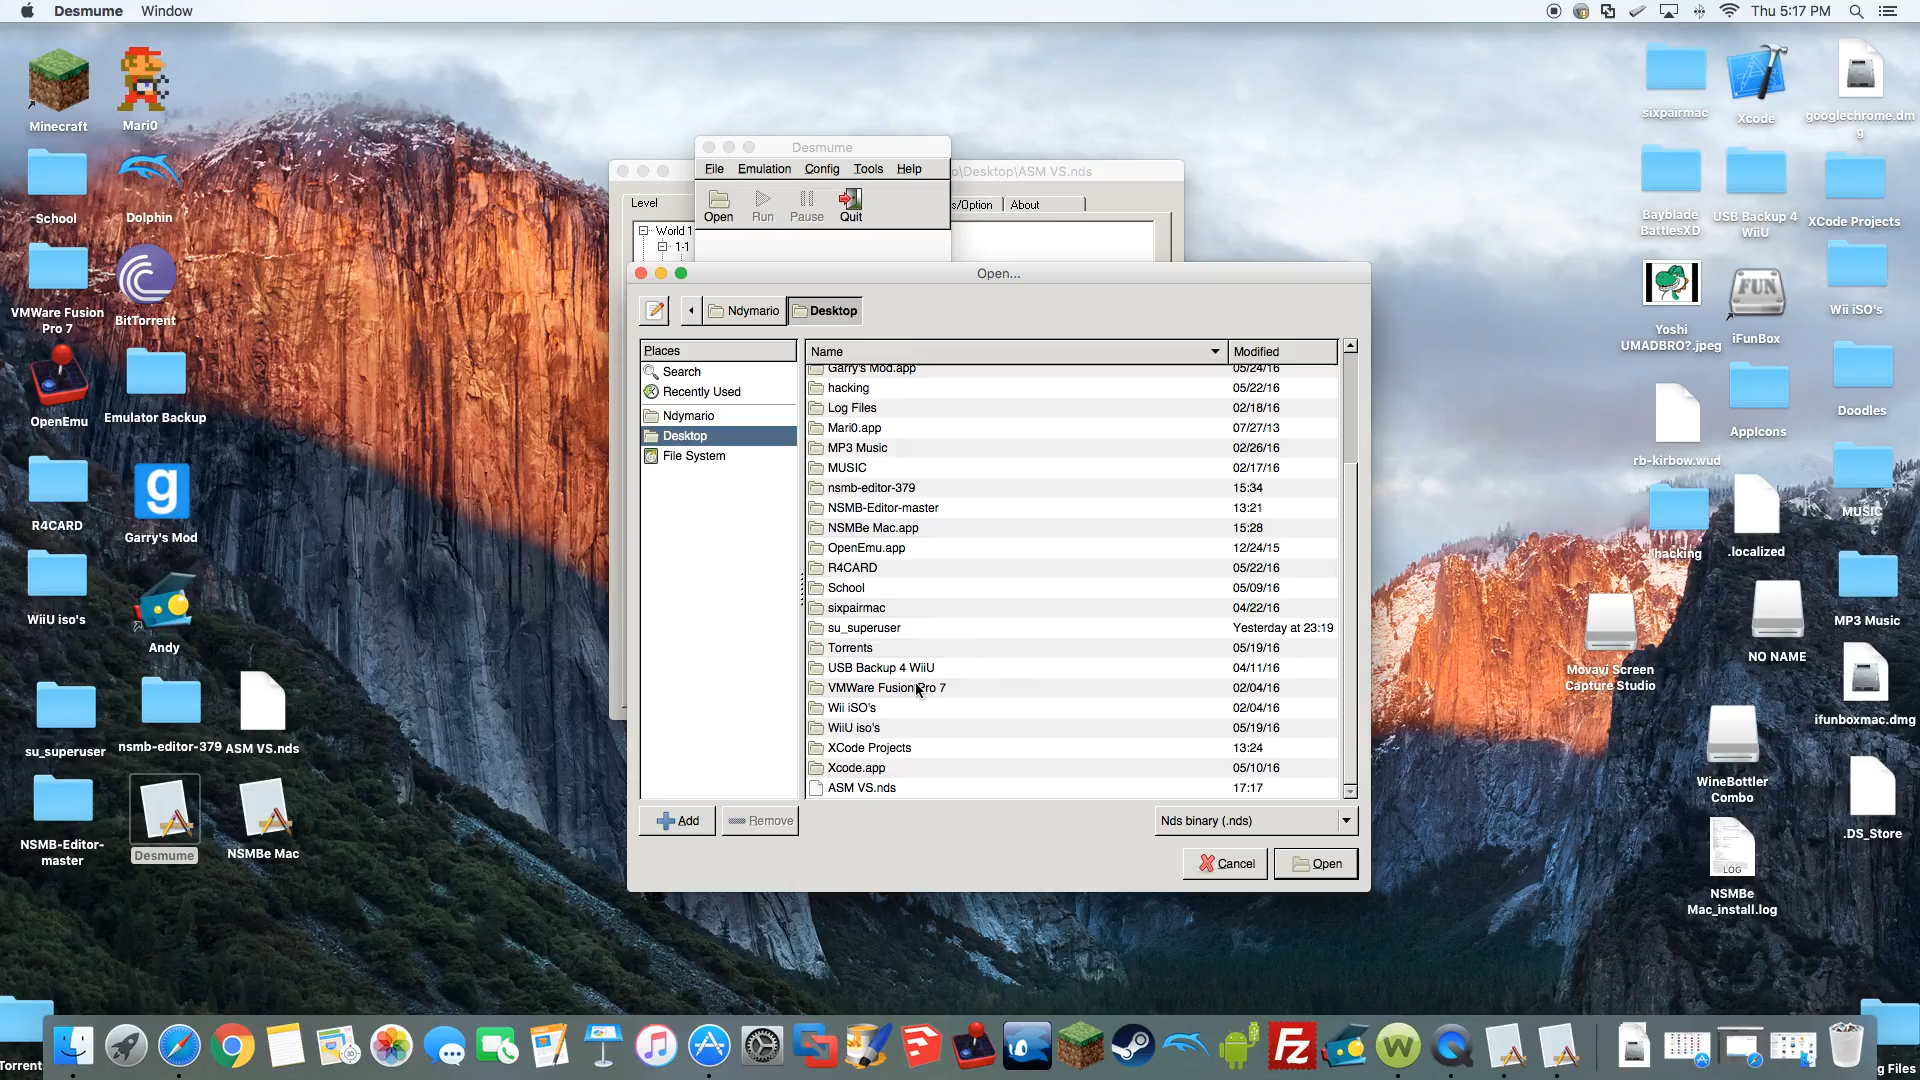 Desmume Window
Thu 5:17 PM
Minecraft
Mari0
School
Dolphin
VMWare Fusion
Pro 7
BitTorrent
OpenEmu
Emulator Backup
R4CARD
Garry's Mod
WiiU iso's
Andy
su_superuser
nsmb-editor-379
ASM VS.nds
NSMB-Editor-
master
Desmume
NSMBe Mac
Torrent
Desmume
File Emulation Config Tools Help
Open Run Pause Quit
o\Desktop\ASM VS.nds
Level
s/Option
About
World 1
1-1
Open...
Ndymario
Desktop
Places
Search
Recently Used
Ndymario
Desktop
File System
Name Modified
Garry's Mod.app 05/24/16
hacking 05/22/16
Log Files 02/18/16
Mari0.app 07/27/13
MP3 Music 02/26/16
MUSIC 02/17/16
nsmb-editor-379 15:34
NSMB-Editor-master 13:21
NSMBe Mac.app 15:28
OpenEmu.app 12/24/15
R4CARD 05/22/16
School 05/09/16
sixpairmac 04/22/16
su_superuser Yesterday at 23:19
Torrents 05/19/16
USB Backup 4 WiiU 04/11/16
VMWare Fusion Pro 7 02/04/16
Wii iSO's 02/04/16
WiiU iso's 05/19/16
XCode Projects 13:24
Xcode.app 05/10/16
ASM VS.nds 17:17
Add
Remove
Nds binary (.nds)
Cancel
Open
sixpairmac
Xcode
googlechrome.dm
g
Bayblade
BattlesXD
USB Backup 4
WiiU
XCode Projects
Yoshi
UMADBRO?.jpeg
FUN
iFunBox
Wii iSO's
rb-kirbow.wud
AppIcons
Doodles
hacking
.localized
MUSIC
Movavi Screen
Capture Studio
NO NAME
MP3 Music
WineBottler
Combo
ifunboxmac.dmg
LOG
NSMBe
Mac_install.log
.DS_Store
g Files